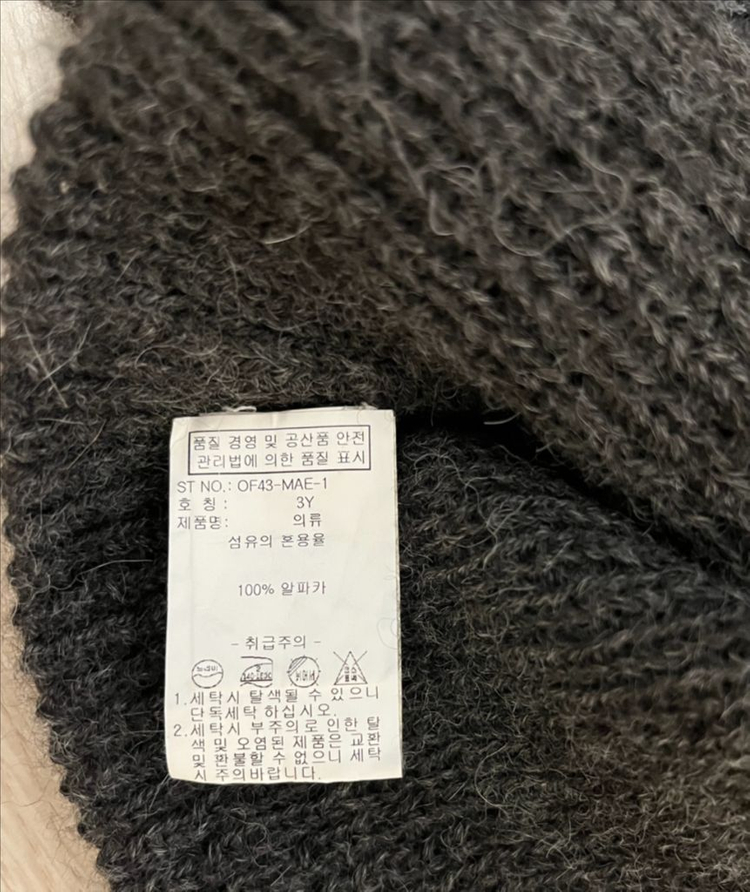 품질 경영 및 공산품 안전
관리법에 의한 품질 표시
ST NO.: OF43-MAE-1
호 칭 : 3Y
제품명: 의류
섬유의 혼용율
100% 알파카
- 취급주의 -
1.세탁시 탈색될 수 있으니
단독세탁 하십시오.
2.세탁시 부주의로 인한 탈
색 및 오염된 제품은 교환
및 환불할 수 없으니 세탁
시 주의바랍니다.